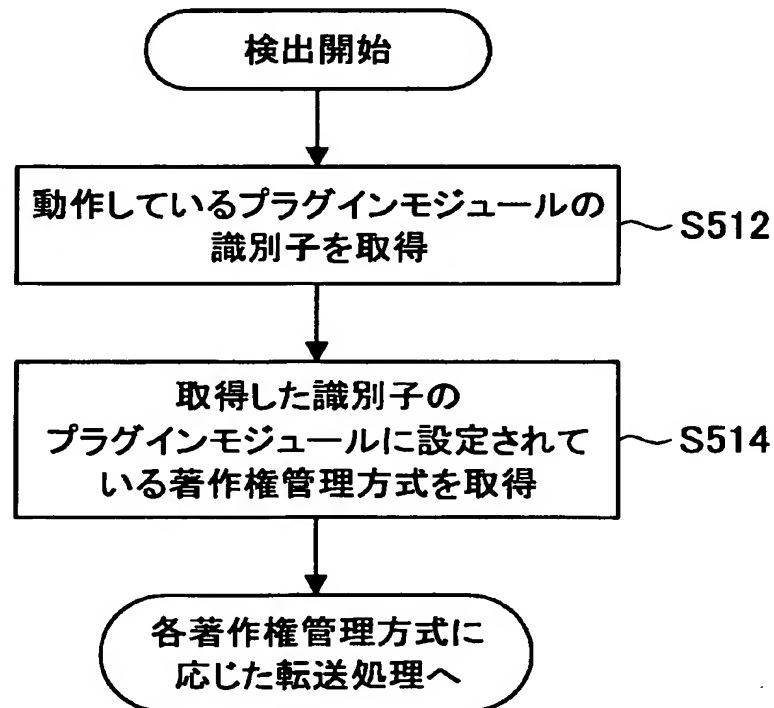 検出開始
動作しているプラグインモジュールの
識別子を取得
S512
取得した識別子の
プラグインモジュールに設定されて
いる著作権管理方式を取得
S514
各著作権管理方式に
応じた転送処理へ